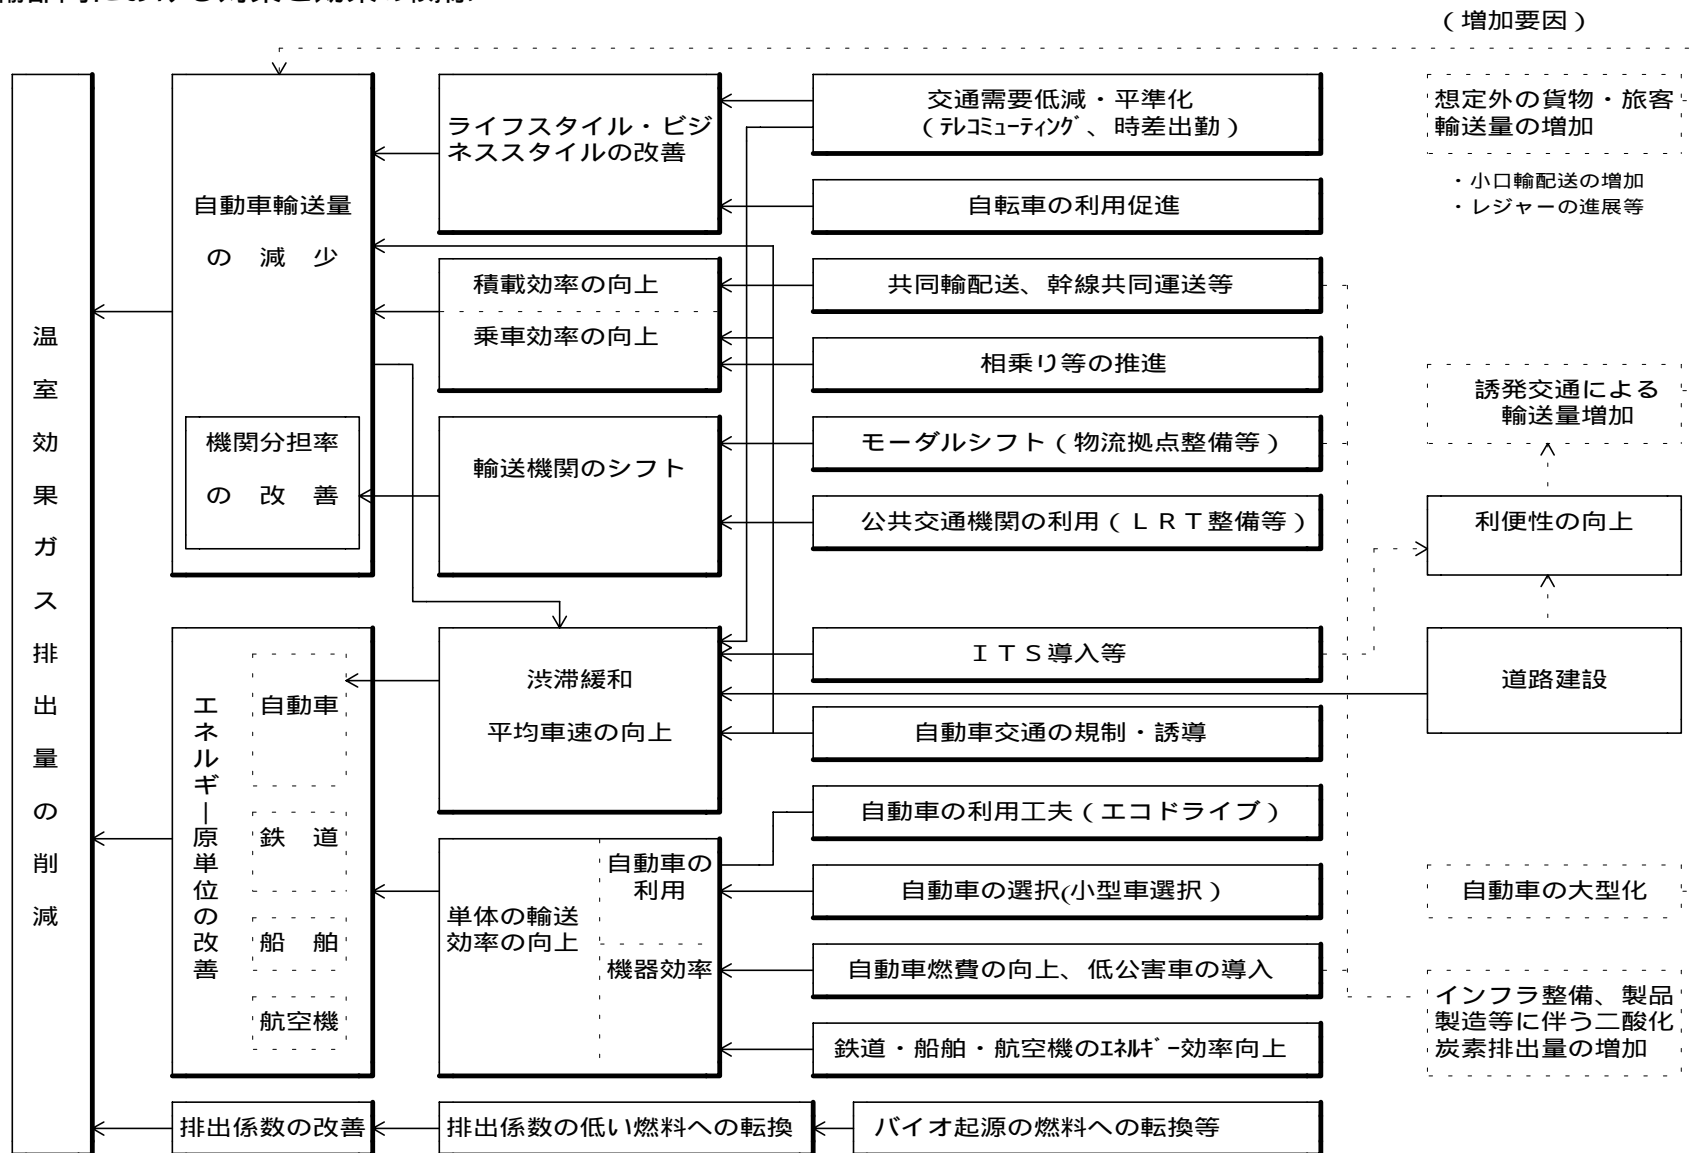 (増加要因)
交通需要低減・平準化
(テレコミューティング、時差出勤)
想定外の貨物・旅客
輸送量の増加
・小口輸配送の増加
・レジャーの進展等
ライフスタイル・ビジ
ネススタイルの改善
自動車輸送量
の減少
自転車の利用促進
積載効率の向上
乗車効率の向上
共同輸配送、幹線共同運送等
相乗り等の推進
誘発交通による
輸送量増加
機関分担率
の改善
輸送機関のシフト
モーダルシフト(物流拠点整備等)
公共交通機関の利用(LRT整備等)
利便性の向上
温室効果ガス排出量の削減
エネルギー原単位の改善
自動車
鉄道
船舶
航空機
渋滞緩和
平均車速の向上
ITS導入等
道路建設
自動車交通の規制・誘導
自動車の利用工夫(エコドライブ)
単体の輸送
効率の向上
自動車の
利用
機器効率
自動車の選択(小型車選択)
自動車の大型化
自動車燃費の向上、低公害車の導入
インフラ整備、製品
製造等に伴う二酸化
炭素排出量の増加
鉄道・船舶・航空機のエネルギー効率向上
排出係数の改善
排出係数の低い燃料への転換
バイオ起源の燃料への転換等